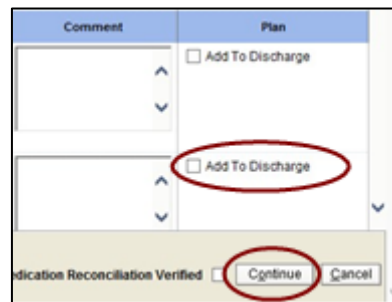 Comment Plan
Add To Discharge
Add To Discharge
edication Reconciliation Verified Continue Cancel